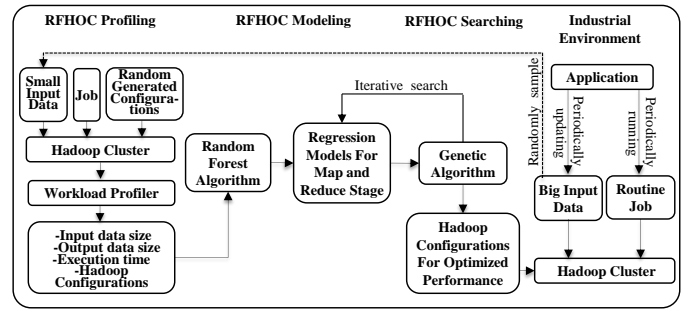 RFHOC Profiling
RFHOC Modeling
RFHOC Searching
Industrial
Environment
Small
Input
Data
Job
Random
Generated
Configura-
tions
Hadoop Cluster
Workload Profiler
-Input data size
-Output data size
-Execution time
-Hadoop
Configurations
Random
Forest
Algorithm
Regression
Models For
Map and
Reduce Stage
Iterative search
Genetic
Algorithm
Hadoop
Configurations
For Optimized
Performance
Randomly sample
Application
Periodically
updating
Periodically
running
Big Input
Data
Routine
Job
Hadoop Cluster